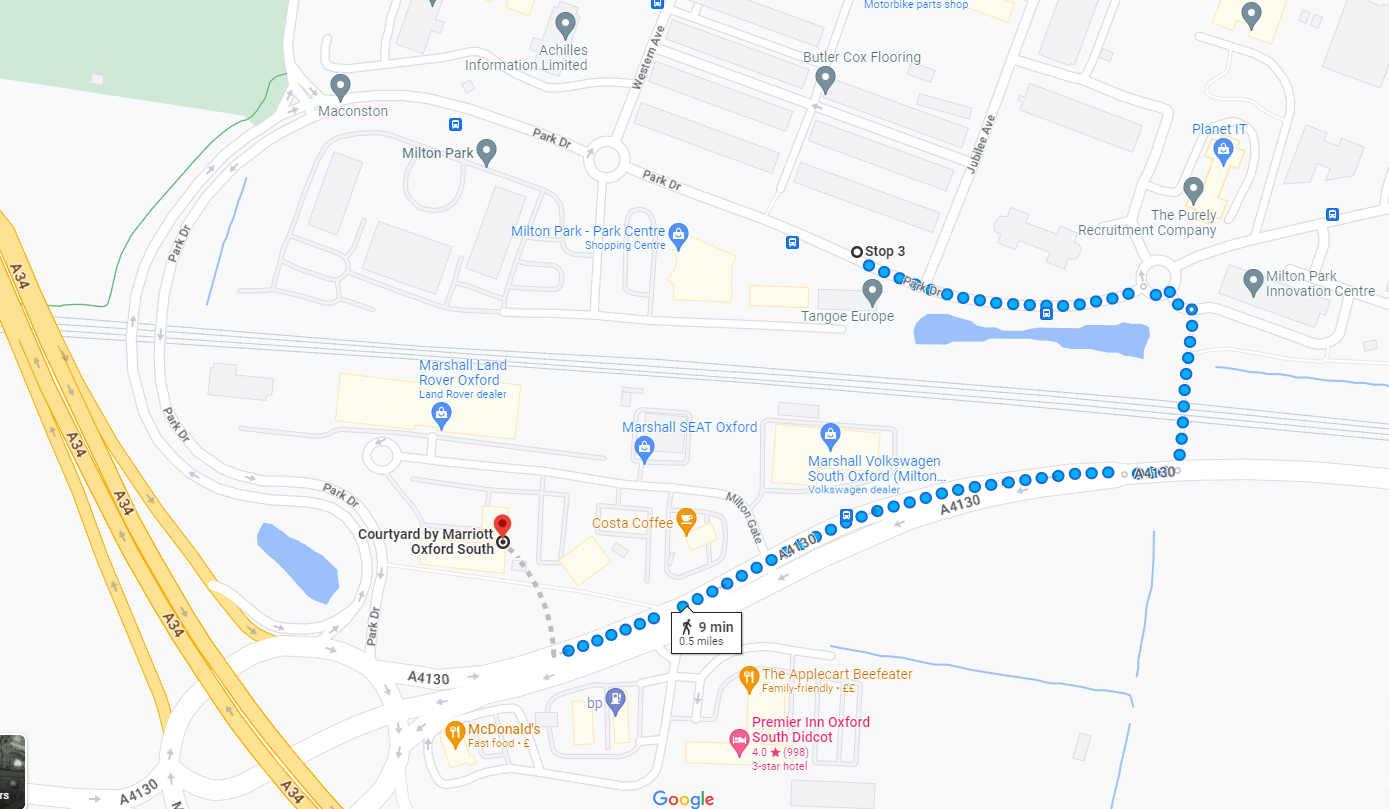 Motorbike parts shop
Western Ave
Achilles
Information Limited
Butler Cox Flooring
Maconston
Planet IT
Park Dr
Milton Park
Jubilee Ave
Park Dr
The Purely
Recruitment Company
Park Dr
Milton Park - Park Centre
Shopping Centre
Stop 3
A34
Park Dr
Milton Park
Innovation Centre
Tangoe Europe
Marshall Land
Rover Oxford
Land Rover dealer
Park Dr
Marshall SEAT Oxford
A34
Marshall Volkswagen
South Oxford (Milton...
Volkswagen dealer
A4130
Park Dr
A34
Milton Gate
A4130
Costa Coffee
Courtyard by Marriott
Oxford South
A4130
A34
Park Dr
9 min
0.5 miles
A4130
The Applecart Beefeater
Family-friendly • ££
bp
McDonald's
Fast food • £
Premier Inn Oxford
South Didcot
4.0 ★ (998)
3-star hotel
A34
A4130
rs
Google